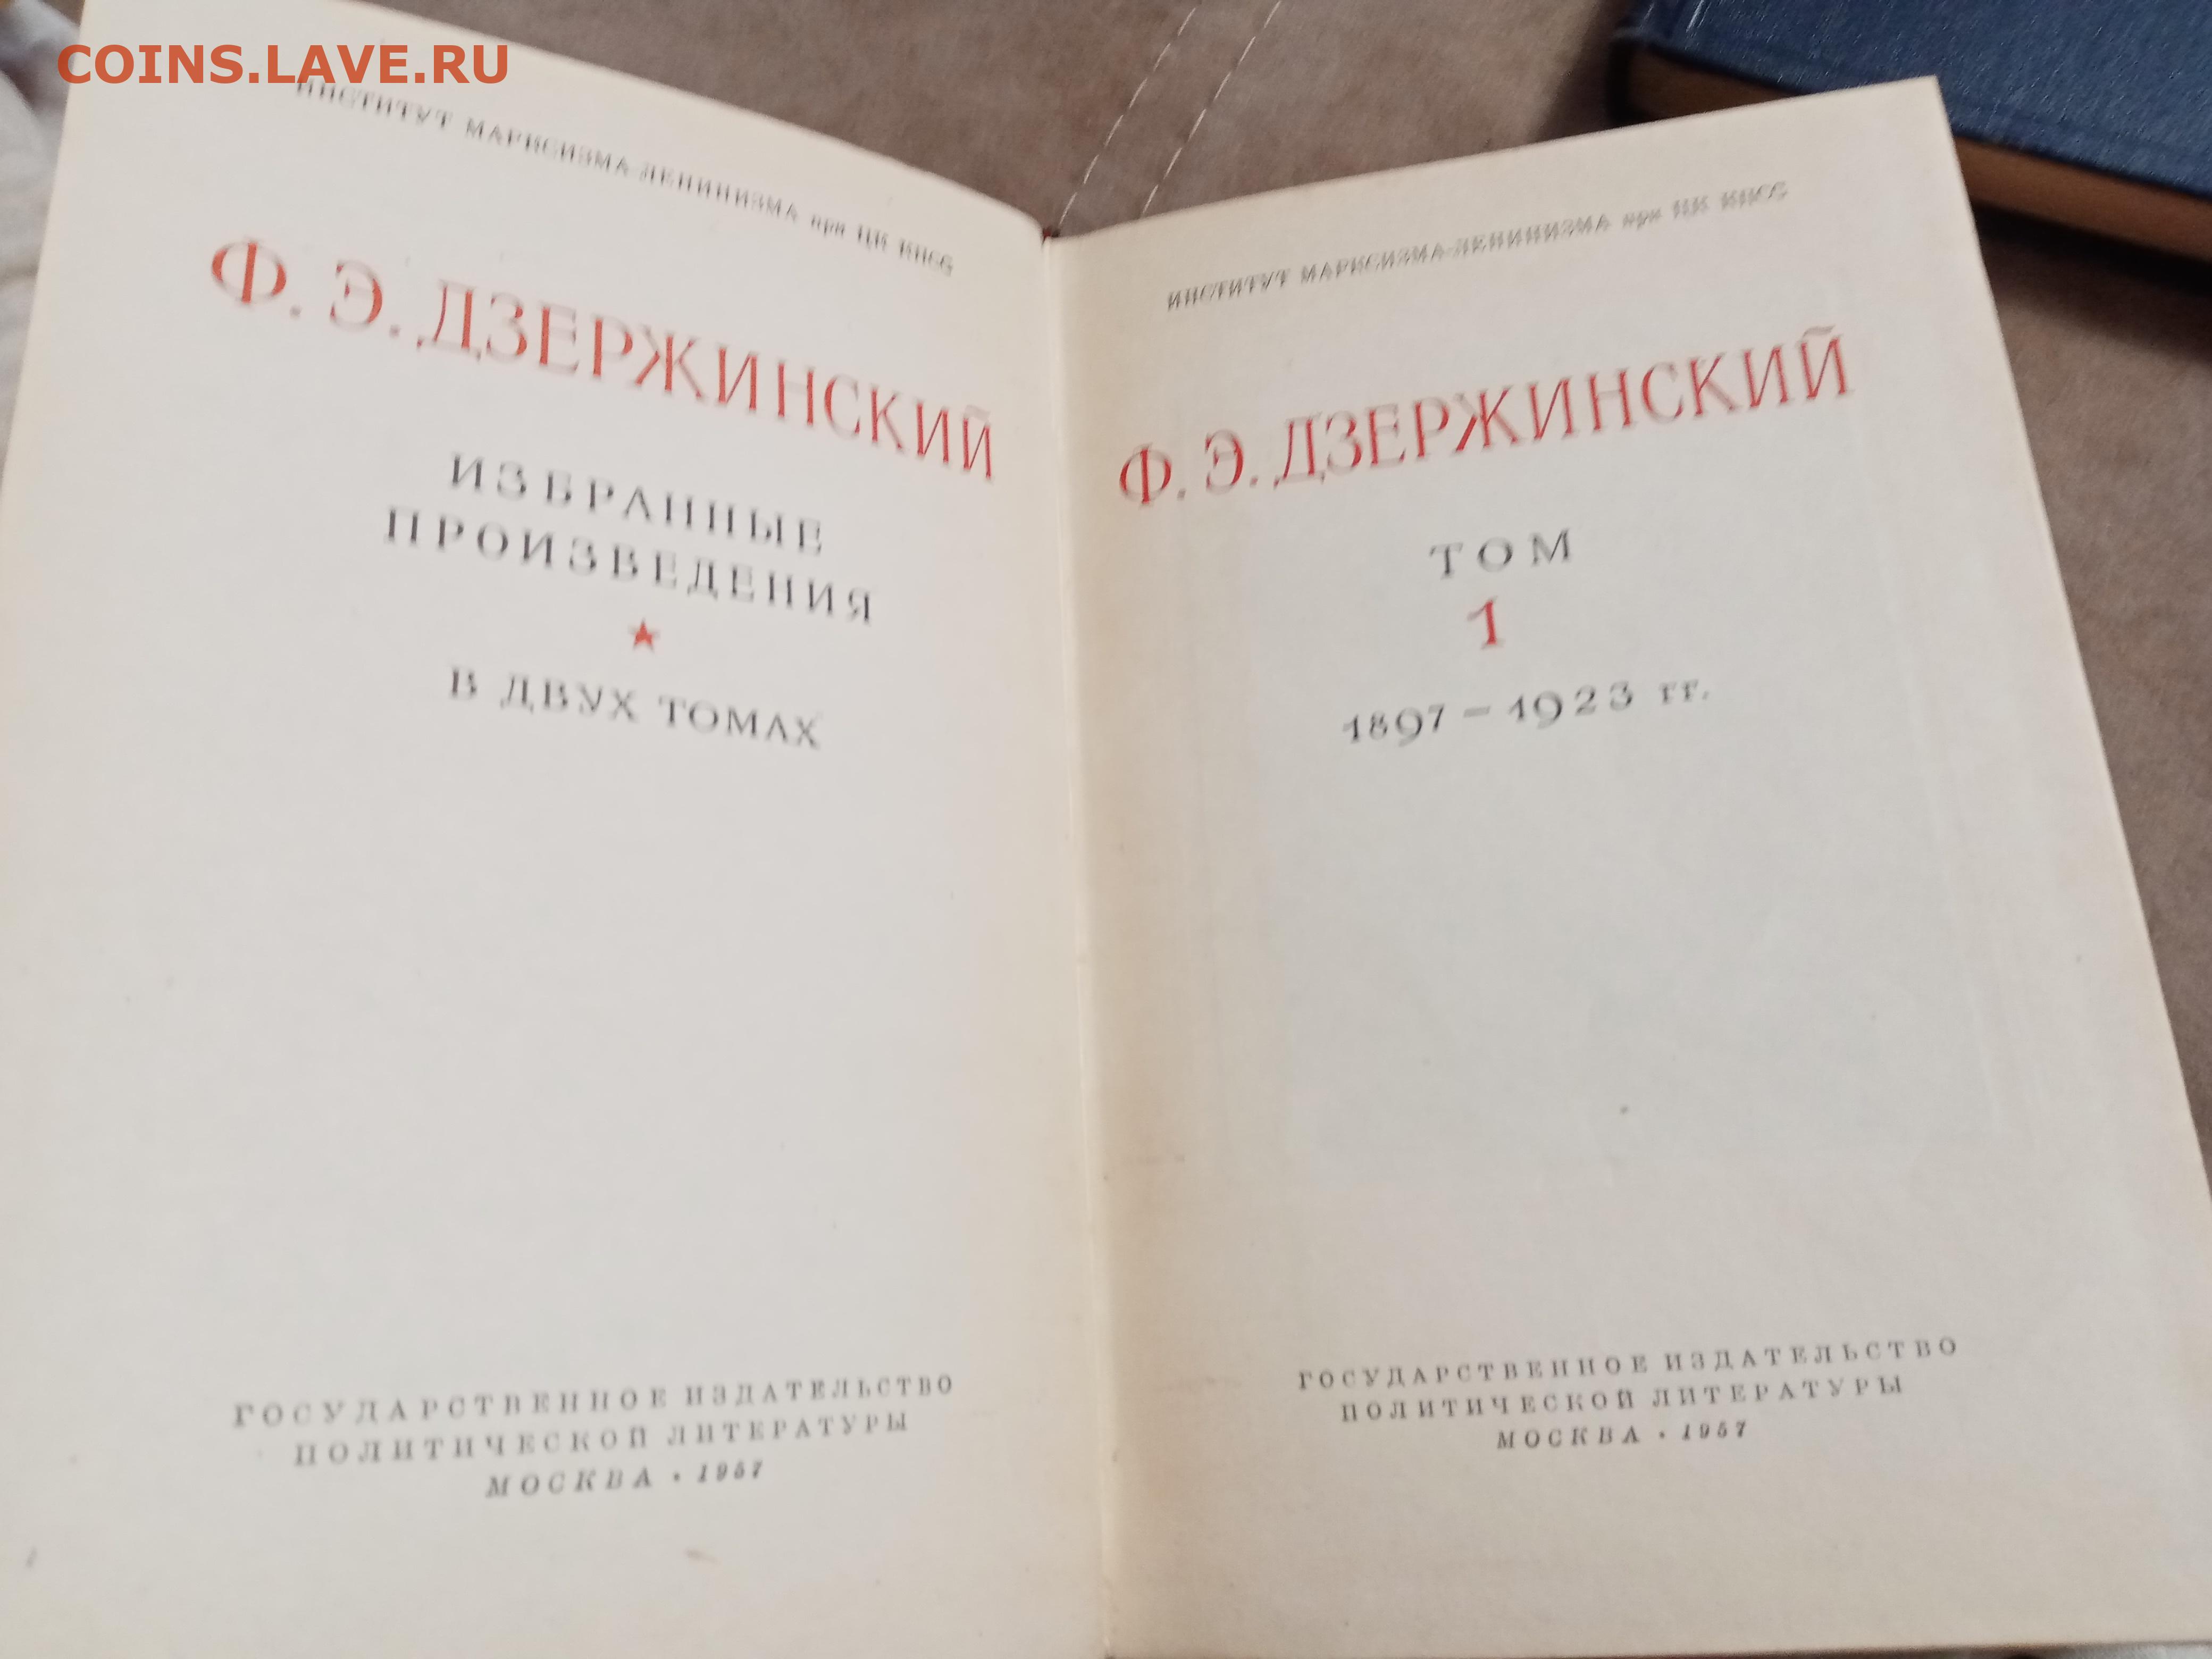 COINS.LAVE.RU
ИНСТИТУТ МАРКСИЗМА-ЛЕНИНИЗМА при ЦК КПСС
Ф. Э. ДЗЕРЖИНСКИЙ
ИЗБРАННЫЕ
ПРОИЗВЕДЕНИЯ
В ДВУХ ТОМАХ
ГОСУДАРСТВЕННОЕ ИЗДАТЕЛЬСТВО
ПОЛИТИЧЕСКОЙ ЛИТЕРАТУРЫ
МОСКВА • 1957
ИНСТИТУТ МАРКСИЗМА-ЛЕНИНИЗМА при ЦК КПСС
Ф. Э. ДЗЕРЖИНСКИЙ
ТОМ
1
1897 – 1923 гг.
ГОСУДАРСТВЕННОЕ ИЗДАТЕЛЬСТВО
ПОЛИТИЧЕСКОЙ ЛИТЕРАТУРЫ
МОСКВА • 1957